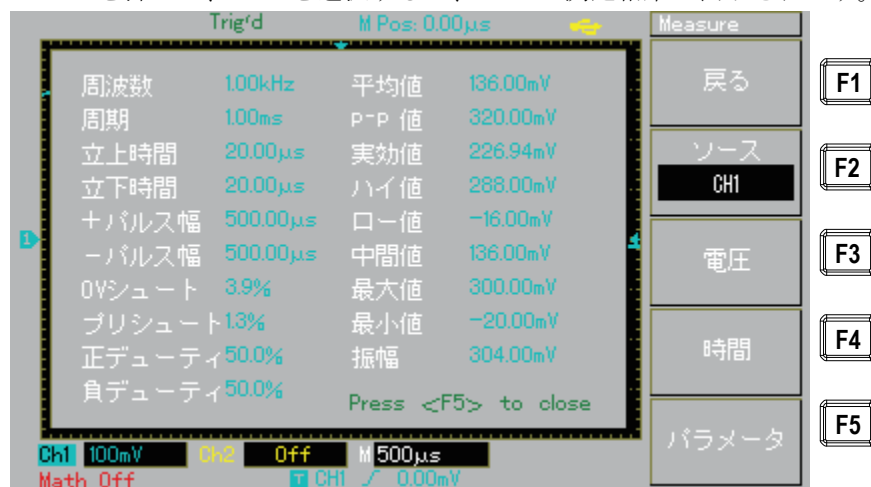 Trig'd M Pos: 0.00μs Measure
周波数 1.00kHz 平均値 136.00mV
周期 1.00ms P-P 値 320.00mV
立上時間 20.00μs 実効値 226.94mV
立下時間 20.00μs ハイ値 288.00mV
+パルス幅 500.00μs ロー値 -16.00mV
-パルス幅 500.00μs 中間値 136.00mV
0Vシュート 3.9% 最大値 300.00mV
プリシュート 1.3% 最小値 -20.00mV
正デューティ 50.0% 振幅 304.00mV
負デューティ 50.0%
Press <F5> to close
1
戻る F1
ソース F2
CH1
電圧 F3
時間 F4
パラメータ F5
Ch1 100mV Ch2 Off M 500μs
Math Off T CH1 0.00mV